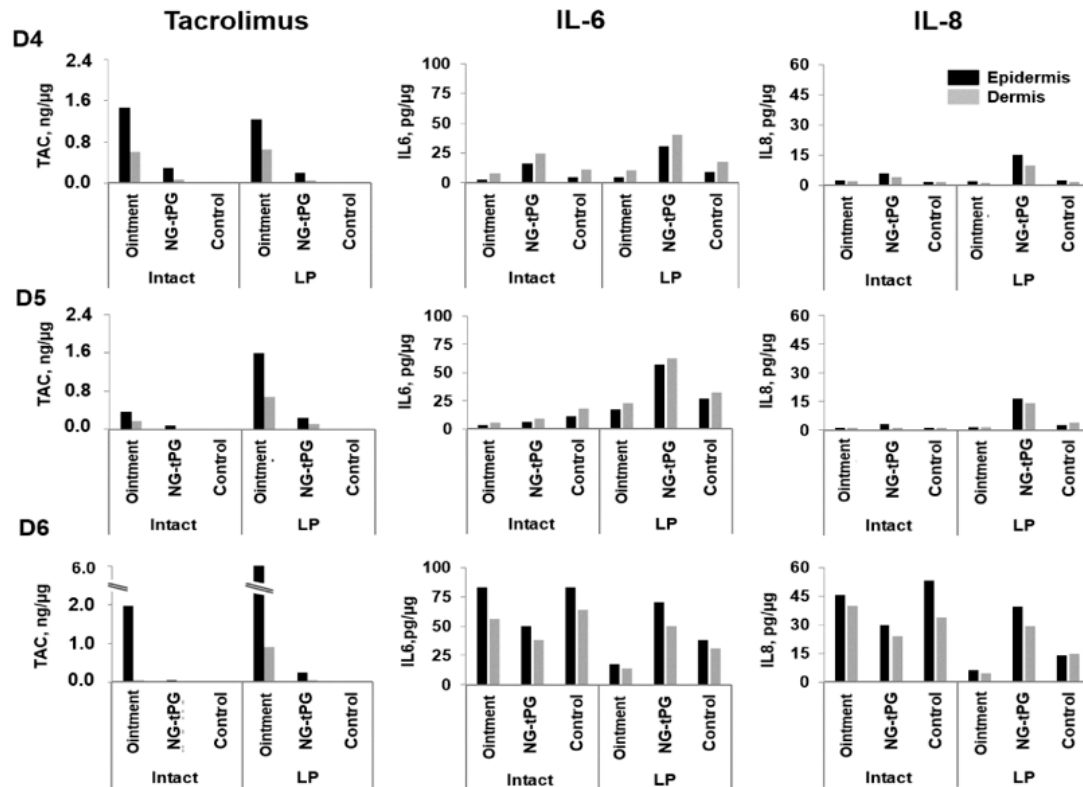 Tacrolimus IL-6 IL-8
D4
TAC, ng/µg
2.4
1.6
0.8
0.0
Ointment NG-tPG Control Ointment NG-tPG Control
Intact LP
IL6, pg/µg
100
75
50
25
0
Ointment NG-tPG Control Ointment NG-tPG Control
Intact LP
IL8, pg/µg
60
45
30
15
0
Epidermis
Dermis
Ointment NG-tPG Control Ointment NG-tPG Control
Intact LP
D5
TAC, ng/µg
2.4
1.6
0.8
0.0
Ointment NG-tPG Control Ointment NG-tPG Control
Intact LP
IL6, pg/µg
100
75
50
25
0
Ointment NG-tPG Control Ointment NG-tPG Control
Intact LP
IL8, pg/µg
60
45
30
15
0
Ointment NG-tPG Control Ointment NG-tPG Control
Intact LP
D6
TAC, ng/µg
6.0
2.0
1.0
0.0
Ointment NG-tPG Control Ointment NG-tPG Control
Intact LP
IL6,pg/µg
100
75
50
25
0
Ointment NG-tPG Control Ointment NG-tPG Control
Intact LP
IL8, pg/µg
60
45
30
15
0
Ointment NG-tPG Control Ointment NG-tPG Control
Intact LP